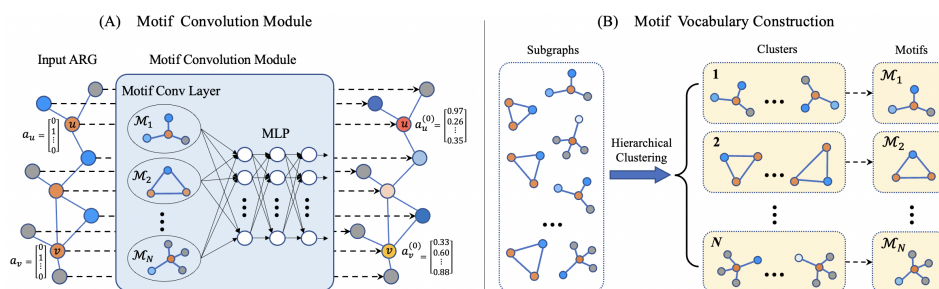 (A) Motif Convolution Module
Input ARG
Motif Convolution Module
Motif Conv Layer
ℳ₁
ℳ₂
ℳ_N
MLP
u
v
a_u = [0 1 ⋮ 0]
a_v = [0 1 ⋮ 0]
u
v
a_u^(0) = [0.97 0.26 ⋮ 0.35]
a_v^(0) = [0.33 0.60 ⋮ 0.88]
(B) Motif Vocabulary Construction
Subgraphs
Hierarchical
Clustering
Clusters
1
2
N
Motifs
ℳ₁
ℳ₂
ℳ_N